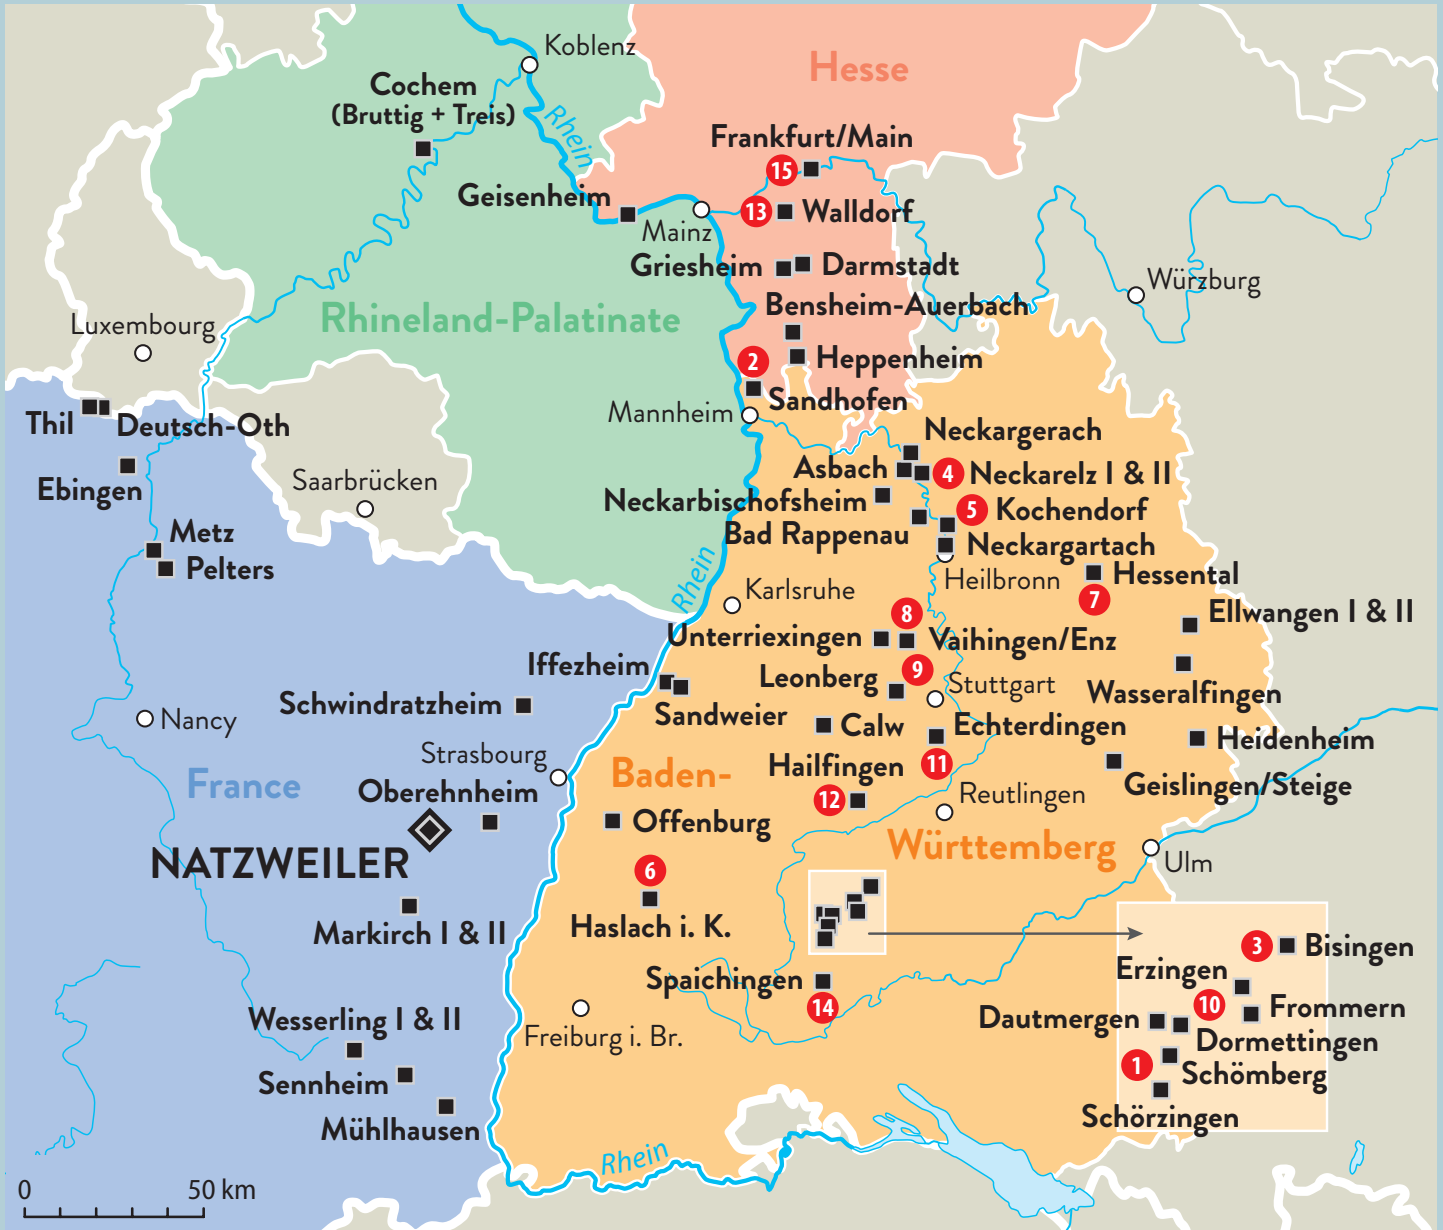 Koblenz
Hesse
Cochem
(Bruttig + Treis)
Rhein
Frankfurt/Main
15
Geisenheim
13
Walldorf
Mainz
Griesheim
Darmstadt
Würzburg
Bensheim-Auerbach
Rhineland-Palatinate
Luxembourg
2
Heppenheim
Sandhofen
Mannheim
Thil
Deutsch-Oth
Neckargerach
Asbach
4
Neckarelz I & II
Ebingen
Saarbrücken
Neckarbischofsheim
5
Kochendorf
Metz
Bad Rappenau
Neckargartach
Pelters
Rhein
Heilbronn
Hessental
Karlsruhe
7
8
Ellwangen I & II
Unterriexingen
Vaihingen/Enz
Iffezheim
9
Leonberg
Stuttgart
Wasseralfingen
Schwindratzheim
Sandweier
Calw
Echterdingen
Nancy
Heidenheim
Strasbourg
Hailfingen
11
Baden-
France
Oberehnheim
12
Reutlingen
Geislingen/Steige
Offenburg
Württemberg
NATZWEILER
Ulm
6
Haslach i. K.
Markirch I & II
3
Bisingen
Erzingen
Spaichingen
14
10
Frommern
Dautmergen
Wesserling I & II
Freiburg i. Br.
Dormettingen
1
Schömberg
Sennheim
Schörzingen
Mühlhausen
Rhein
0
50 km